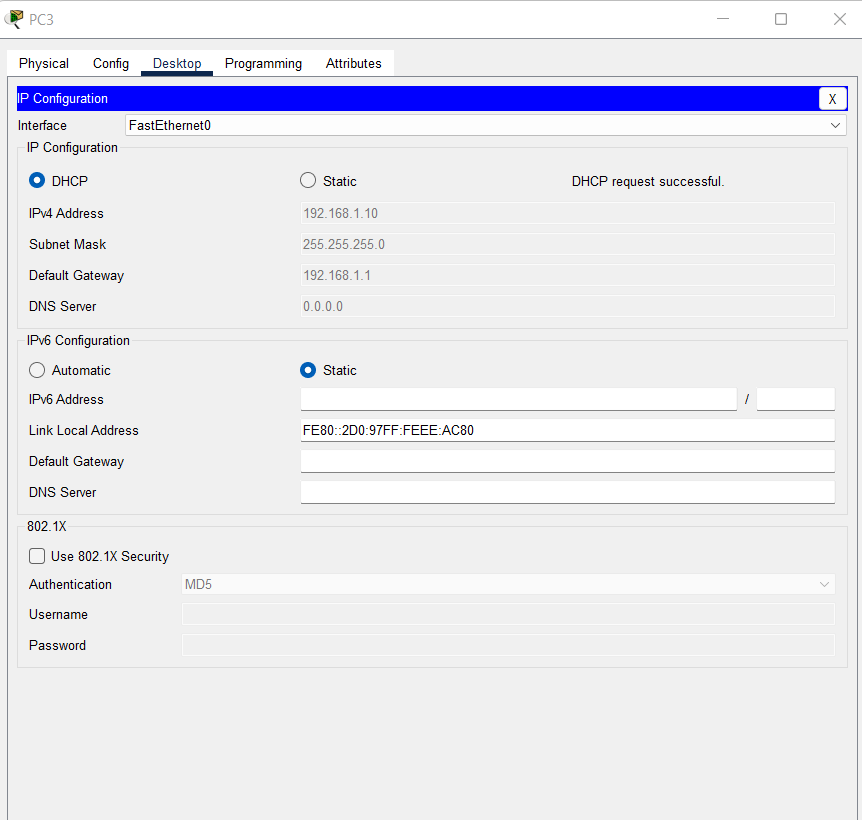 PC3
Physical Config Desktop Programming Attributes
IP Configuration X
Interface FastEthernet0
IP Configuration
DHCP Static DHCP request successful.
IPv4 Address 192.168.1.10
Subnet Mask 255.255.255.0
Default Gateway 192.168.1.1
DNS Server 0.0.0.0
IPv6 Configuration
Automatic Static
IPv6 Address /
Link Local Address FE80::2D0:97FF:FEEE:AC80
Default Gateway
DNS Server
802.1X
Use 802.1X Security
Authentication MD5
Username
Password